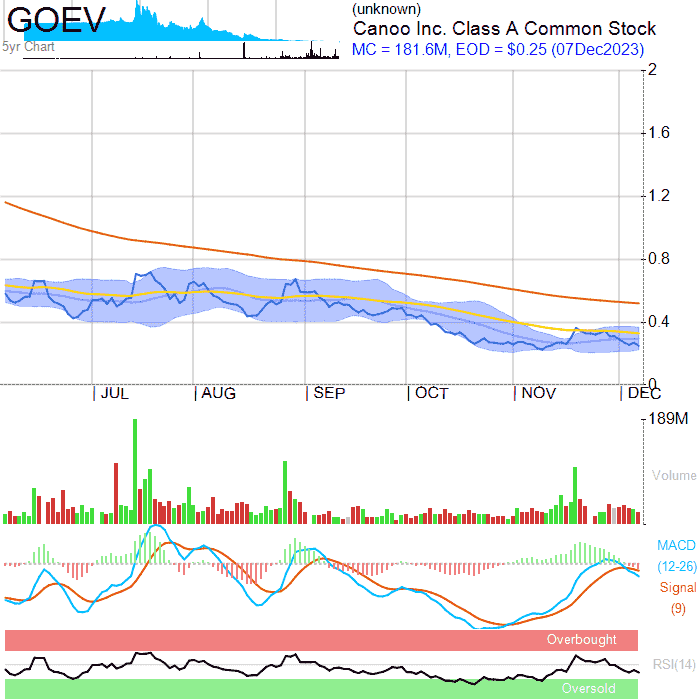 GOEV
5yr Chart
(unknown)
Canoo Inc. Class A Common Stock
MC = 181.6M, EOD = $0.25 (07Dec2023)
2
1.6
1.2
0.8
0.4
0
JUL
AUG
SEP
OCT
NOV
DEC
189M
Volume
MACD
(12-26)
Signal
(9)
Overbought
RSI(14)
Oversold